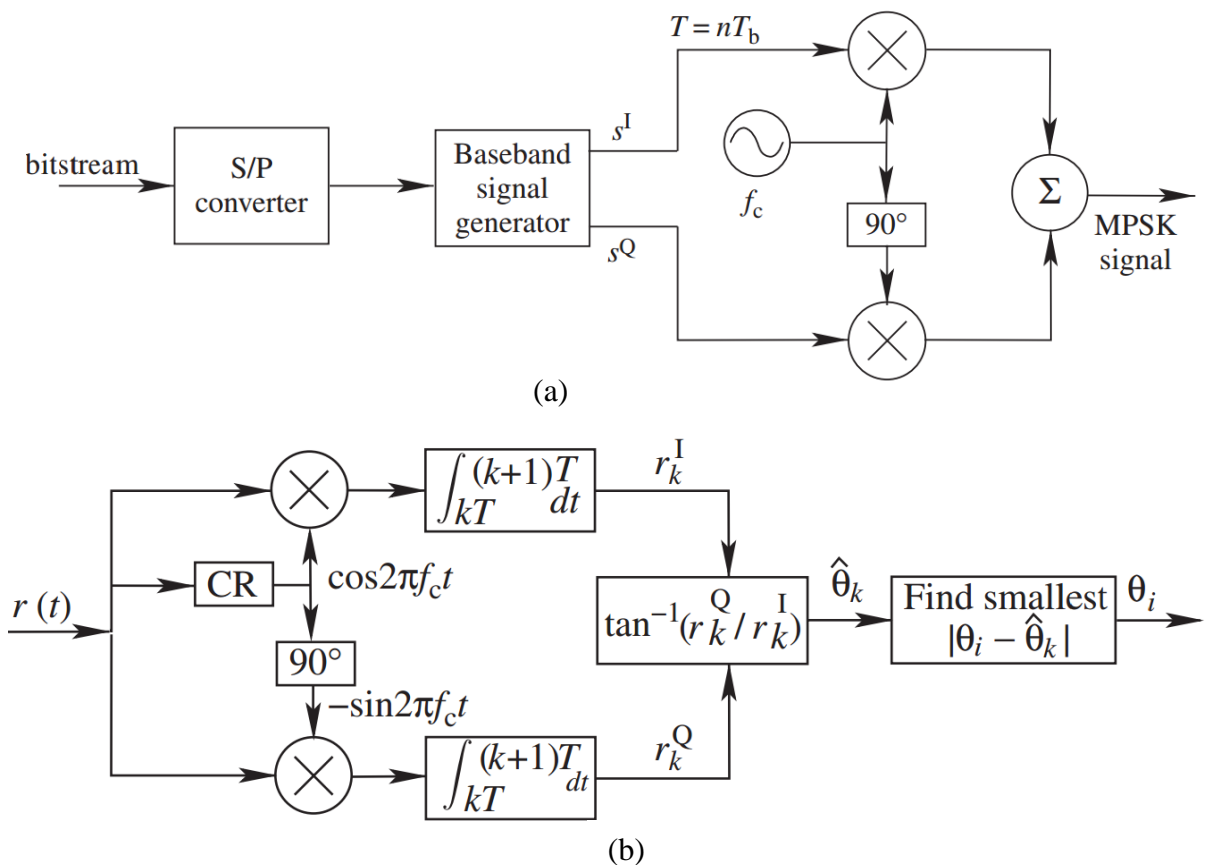 T = nT_b
bitstream
S/P
converter
Baseband
signal
generator
s^I
s^Q
f_c
90°
Σ
MPSK
signal
(a)
r (t)
CR
cos2πf_ct
90°
−sin2πf_ct
∫_{kT}^{(k+1)T} dt
r_k^I
∫_{kT}^{(k+1)T} dt
r_k^Q
tan^{−1}(r_k^Q / r_k^I)
θ̂_k
Find smallest
|θ_i − θ̂_k|
θ_i
(b)